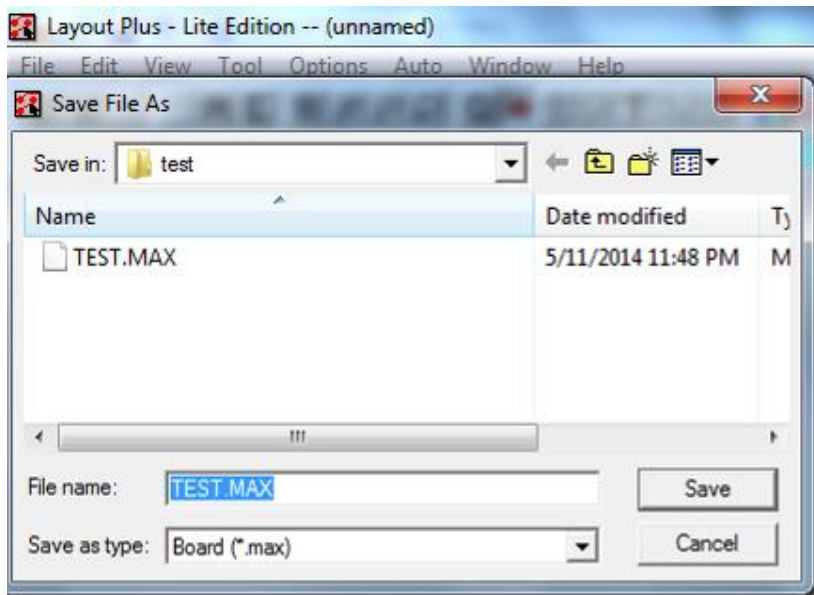 Layout Plus - Lite Edition -- (unnamed)
File Edit View Tool Options Auto Window Help
Save File As
Save in: test
Name Date modified Ty
TEST.MAX 5/11/2014 11:48 PM M
File name: TEST.MAX Save
Save as type: Board (*.max) Cancel